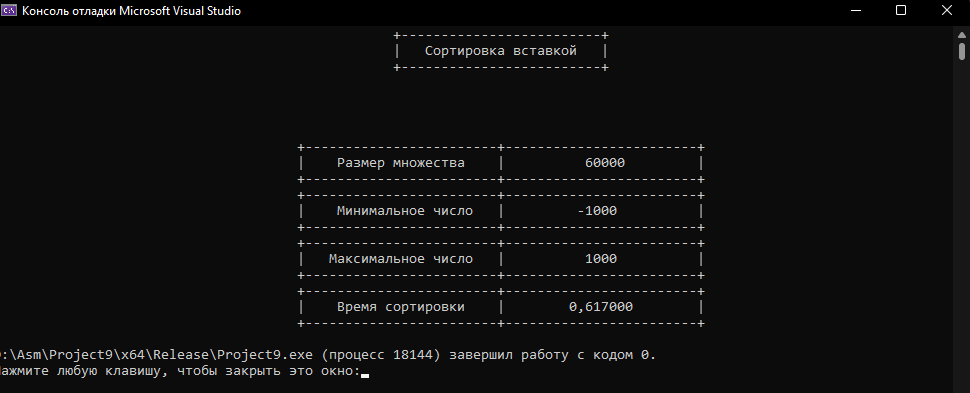 Консоль отладки Microsoft Visual Studio
Сортировка вставкой
Размер множества 60000
Минимальное число -1000
Максимальное число 1000
Время сортировки 0,617000
:\Asm\Project9\x64\Release\Project9.exe (процесс 18144) завершил работу с кодом 0.
ажмите любую клавишу, чтобы закрыть это окно: